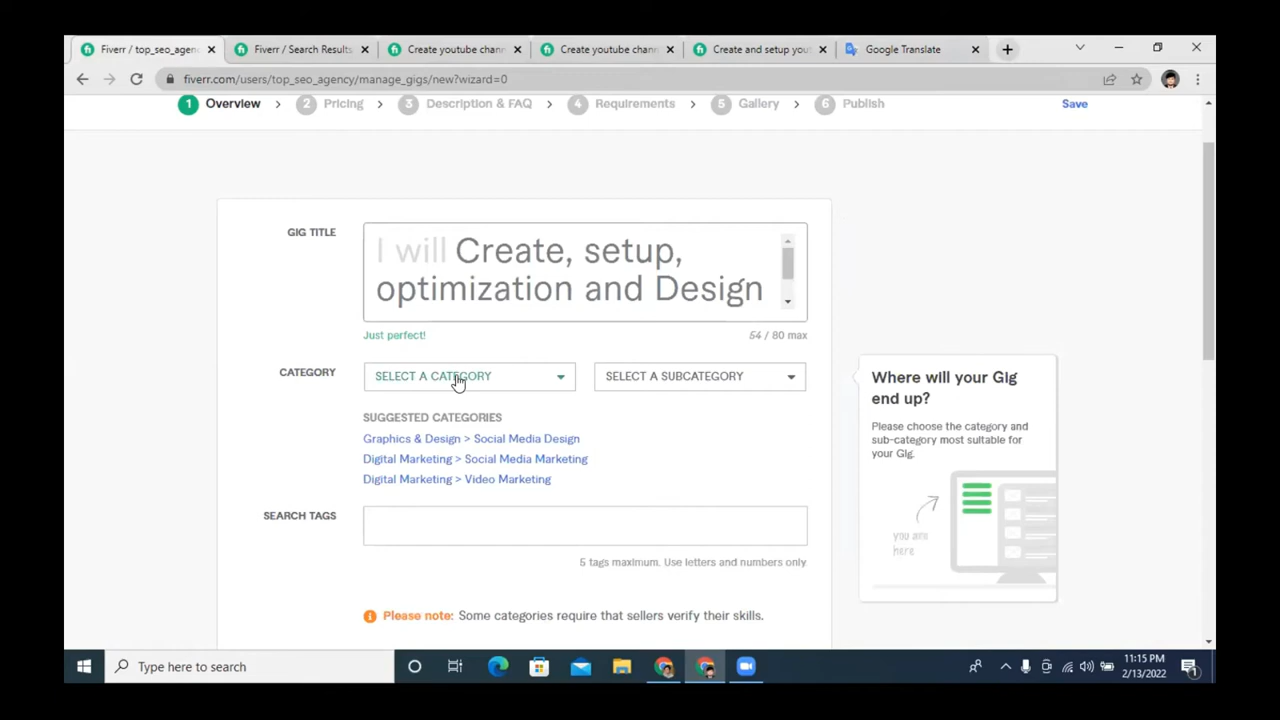 Fiverr / top_seo_agen
Fiverr / Search Results
Create youtube chann
Create youtube chann
Create and setup you
Google Translate
fiverr.com/users/top_seo_agency/manage_gigs/new?wizard=0
1 Overview
2 Pricing
3 Description & FAQ
4 Requirements
5 Gallery
6 Publish
Save
GIG TITLE
I will Create, setup,
optimization and Design
Just perfect!
54 / 80 max
CATEGORY
SELECT A CATEGORY
SELECT A SUBCATEGORY
SUGGESTED CATEGORIES
Graphics & Design > Social Media Design
Digital Marketing > Social Media Marketing
Digital Marketing > Video Marketing
SEARCH TAGS
5 tags maximum. Use letters and numbers only.
Please note: Some categories require that sellers verify their skills.
Where will your Gig
end up?
Please choose the category and
sub-category most suitable for
your Gig.
you are
here
Type here to search
11:15 PM
2/13/2022
1